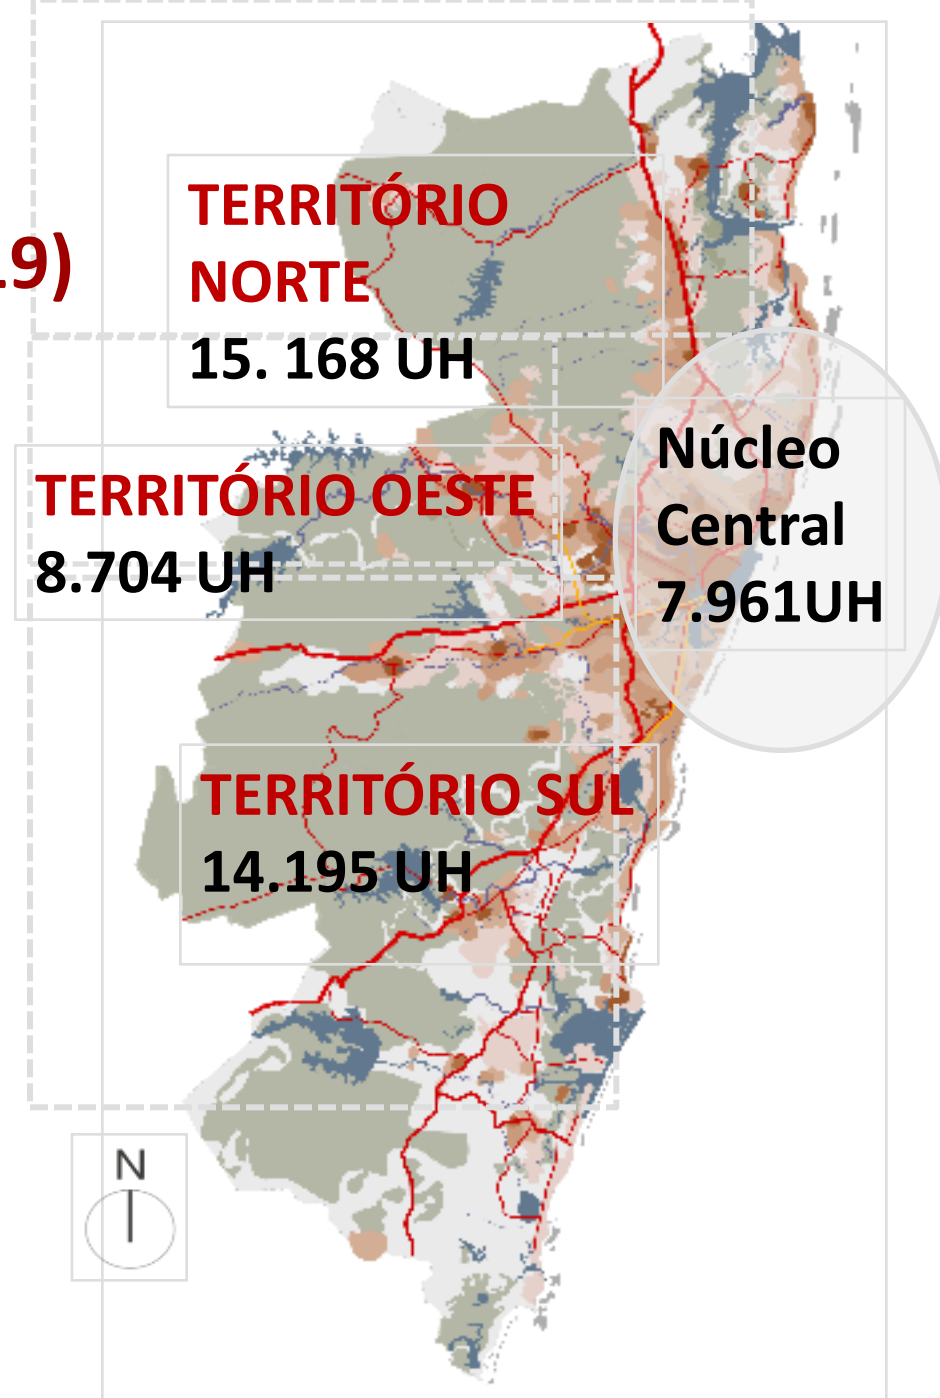 TERRITÓRIO
NORTE
15. 168 UH
9)
Núcleo
Central
7.961UH
TERRITÓRIO OESTE
8.704 UH
TERRITÓRIO SUL
14.195 UH
N